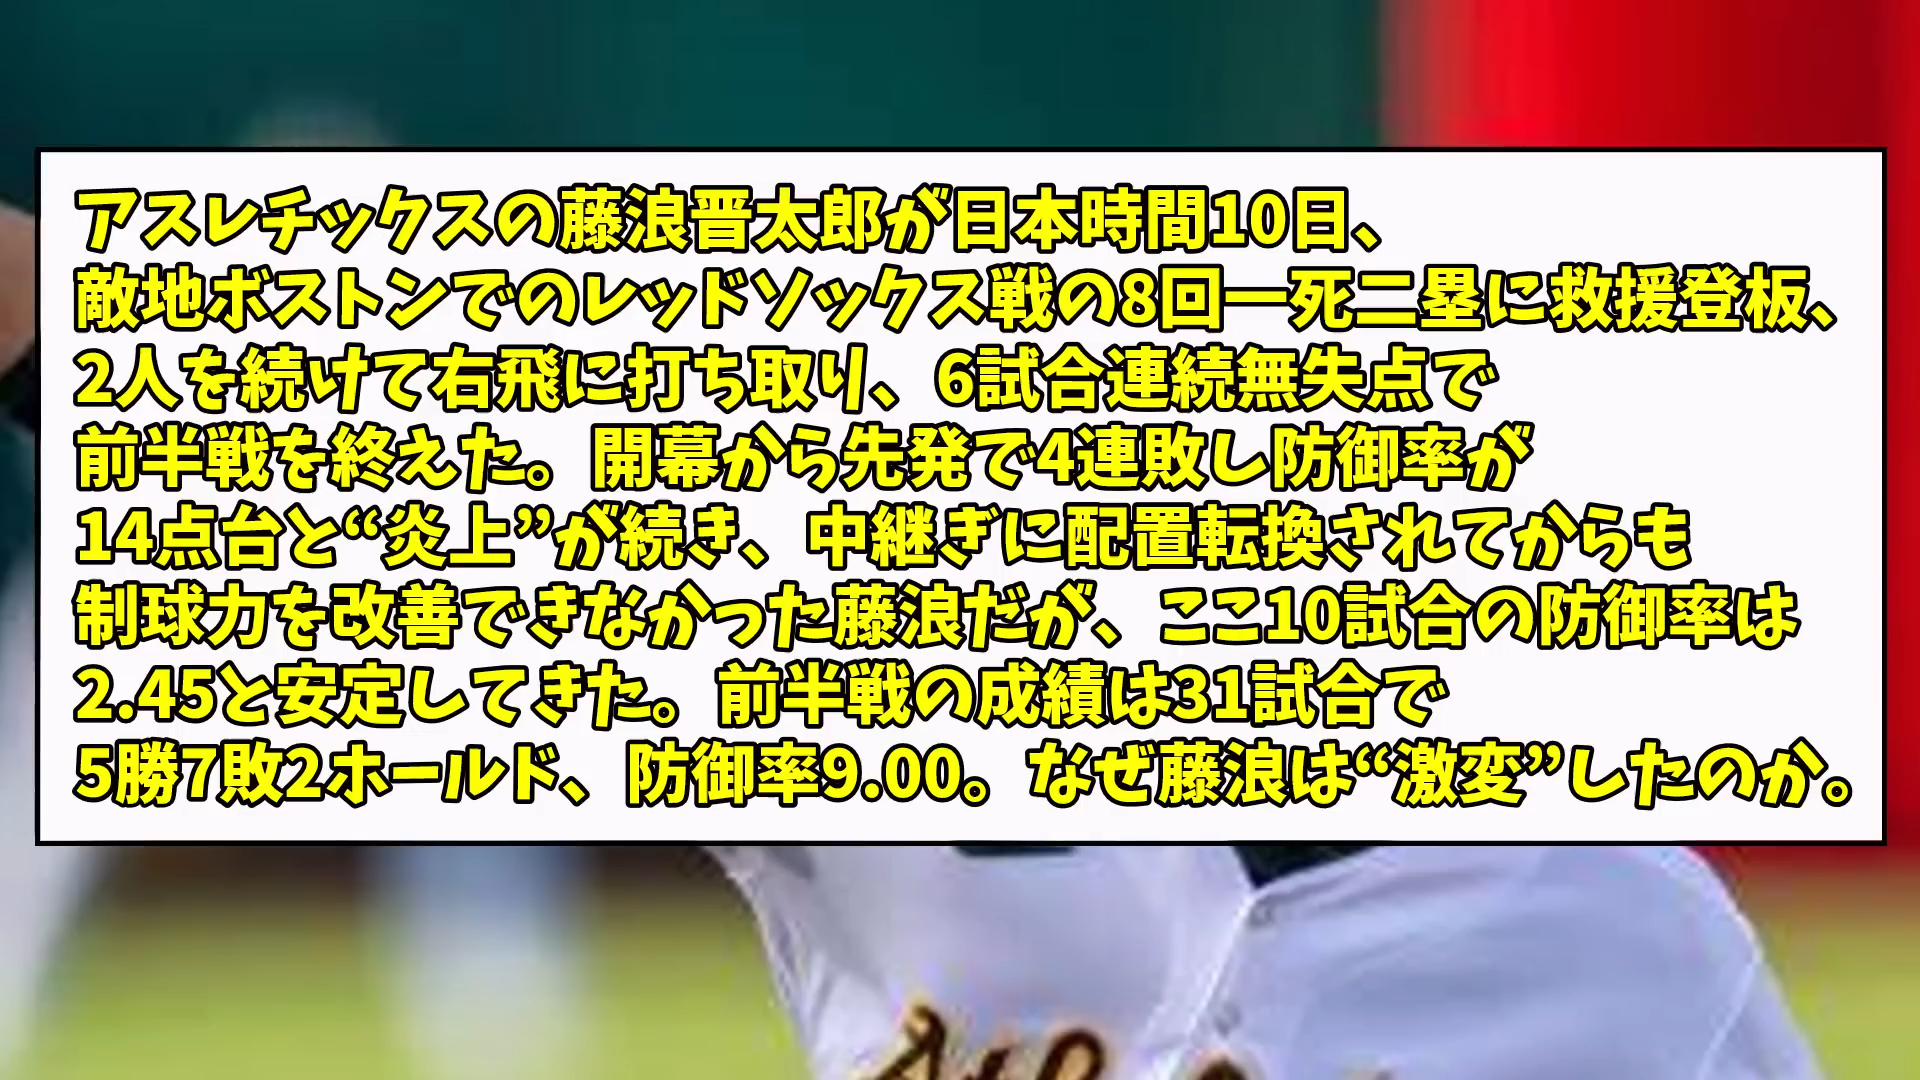 アスレチックスの藤浪晋太郎が日本時間10日、
敵地ボストンでのレッドソックス戦の8回一死二塁に救援登板、
2人を続けて右飛に打ち取り、6試合連続無失点で
前半戦を終えた。開幕から先発で4連敗し防御率が
14点台と“炎上”が続き、中継ぎに配置転換されてからも
制球力を改善できなかった藤浪だが、ここ10試合の防御率は
2.45と安定してきた。前半戦の成績は31試合で
5勝7敗2ホールド、防御率9.00。なぜ藤浪は“激変”したのか。